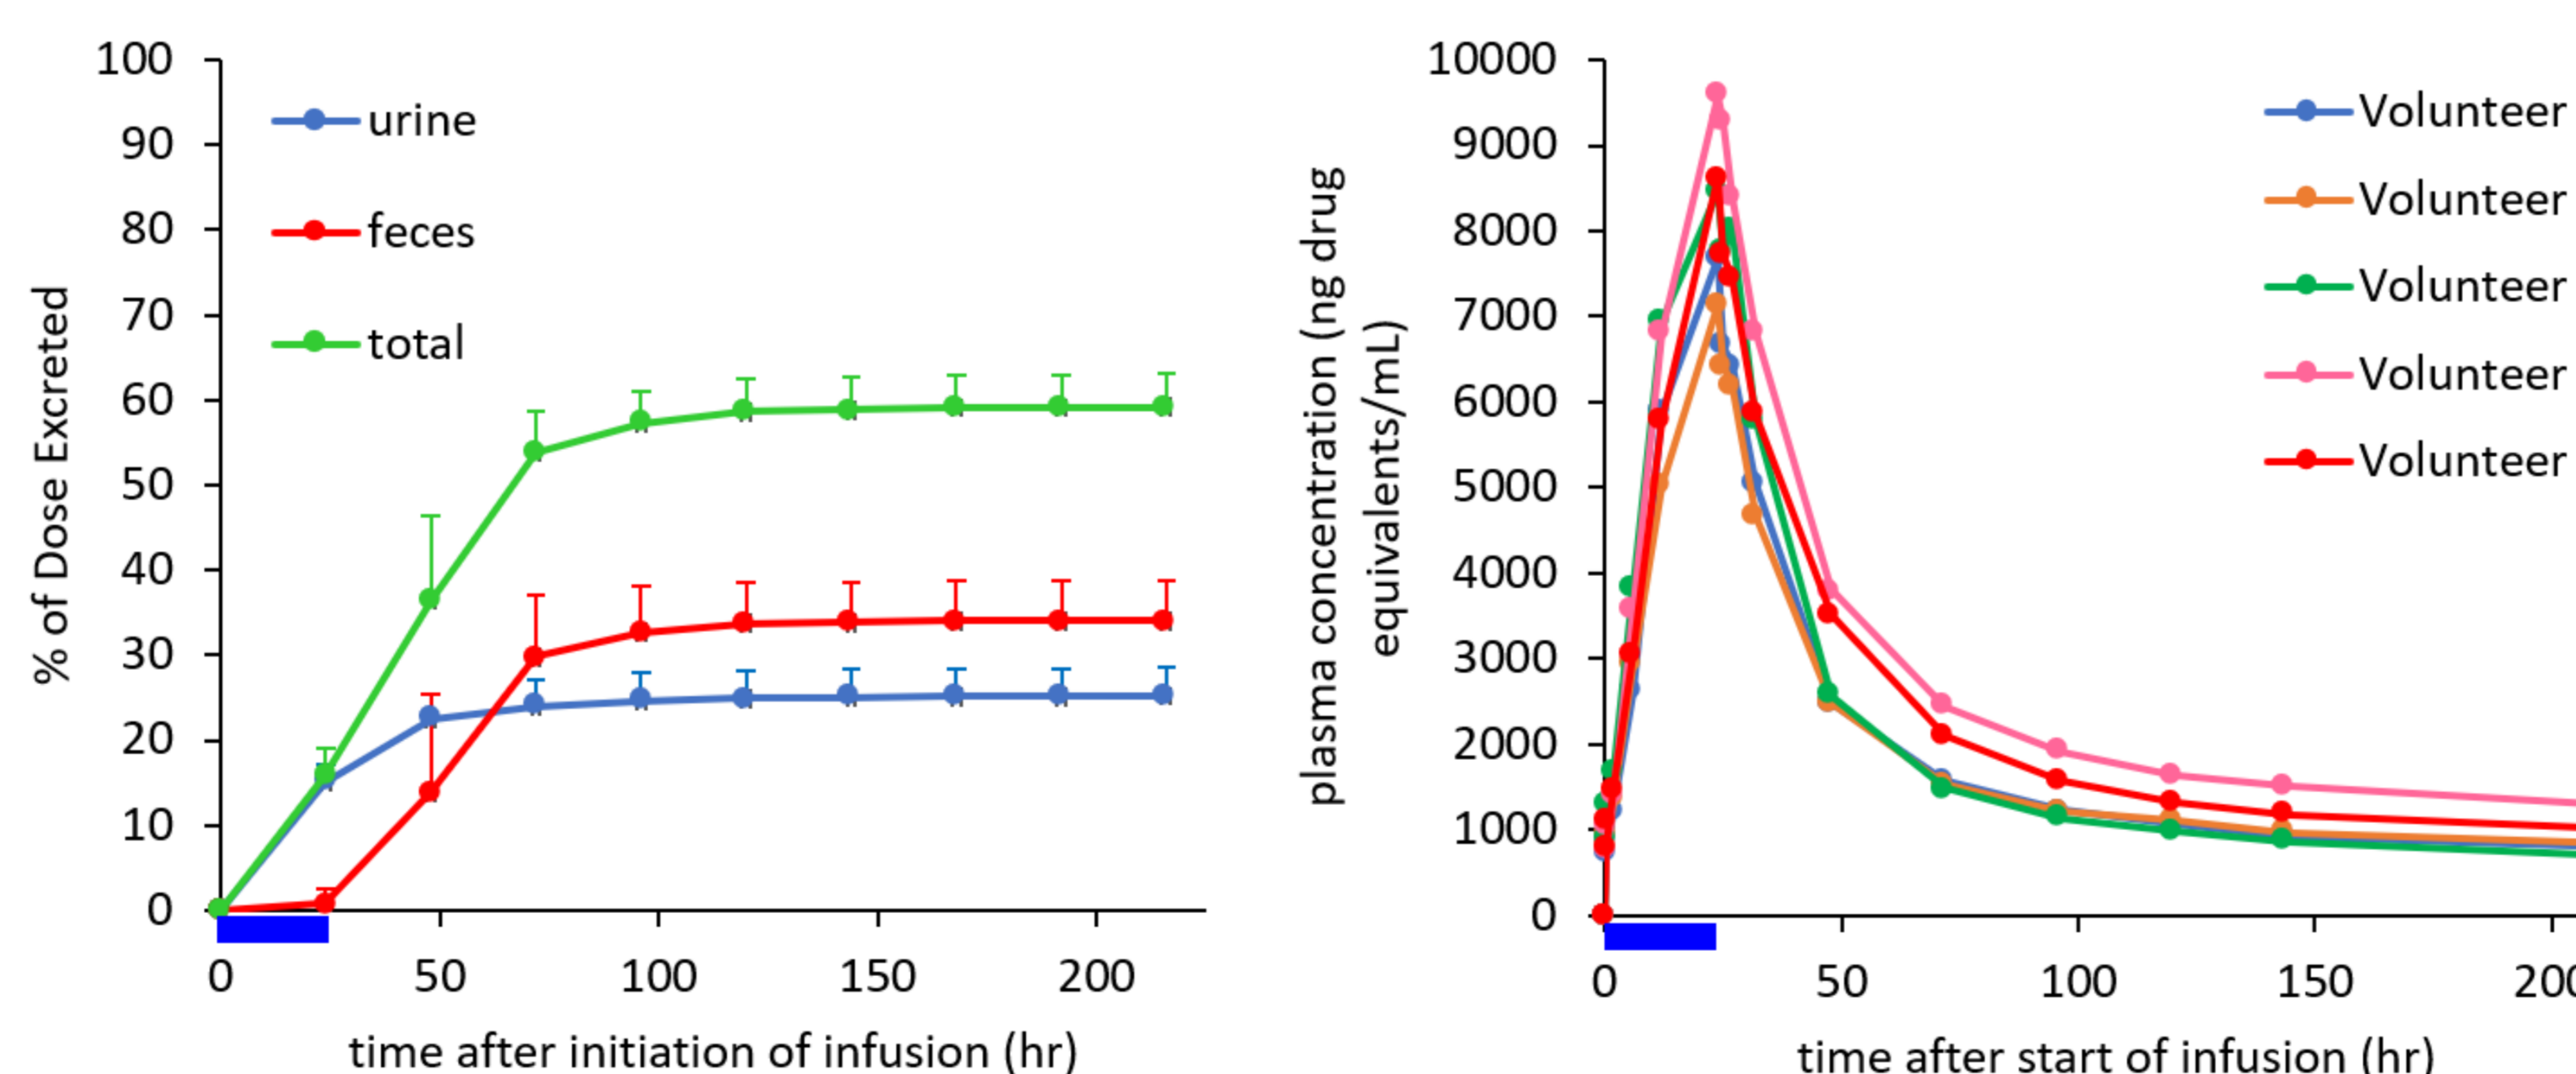 100
90
80
70
60
50
40
30
20
10
0
% of Dose Excreted
urine
feces
total
0 50 100 150 200
time after initiation of infusion (hr)
10000
9000
8000
7000
6000
5000
4000
3000
2000
1000
0
plasma concentration (ng drug
equivalents/mL)
Volunteer
Volunteer
Volunteer
Volunteer
Volunteer
0 50 100 150
time after start of infusion (hr)